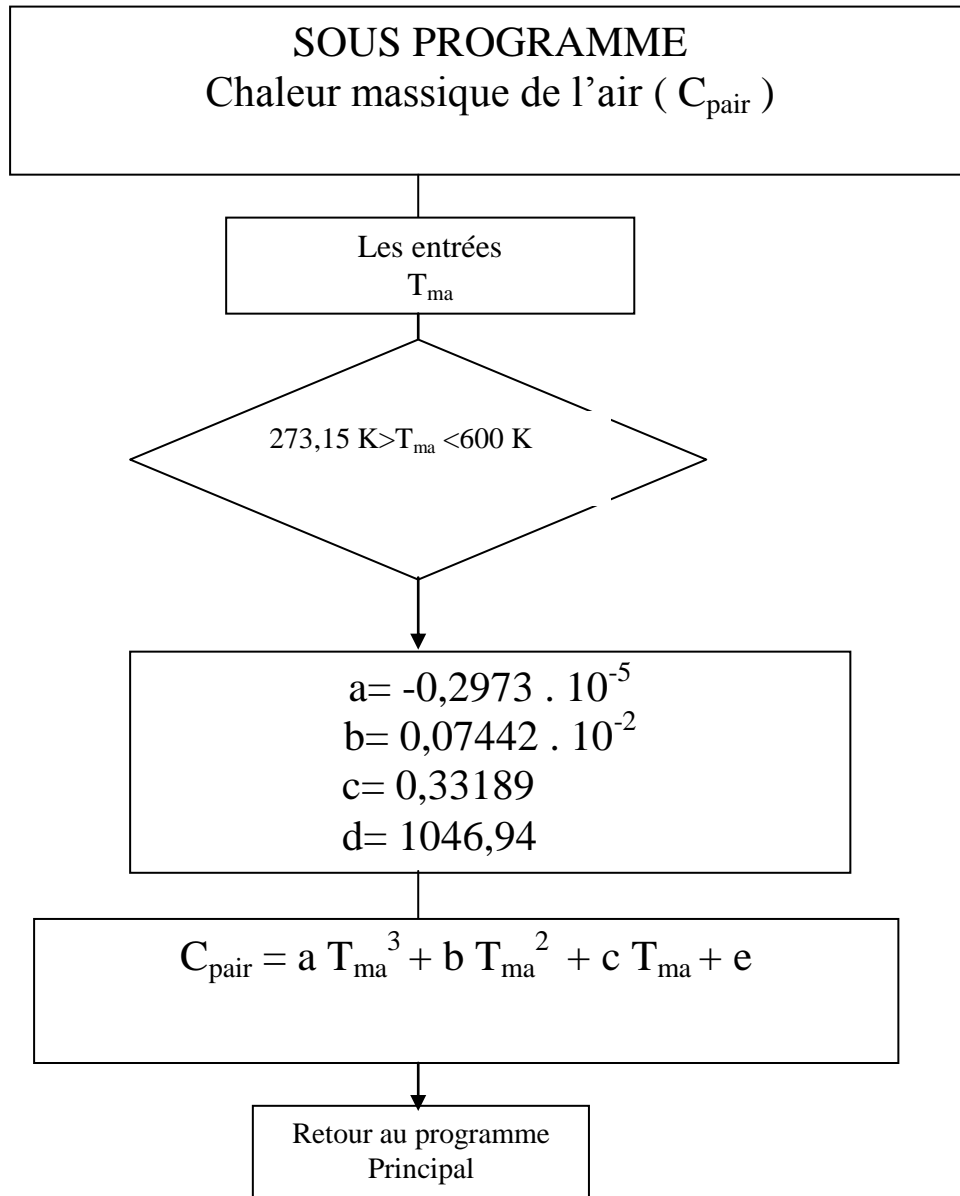 SOUS PROGRAMME
Chaleur massique de l’air ( Cpair )
Les entrées
Tma
273,15 K>Tma <600 K
a= -0,2973 . 10-5
b= 0,07442 . 10-2
c= 0,33189
d= 1046,94
Cpair = a Tma3 + b Tma2 + c Tma + e
Retour au programme
Principal